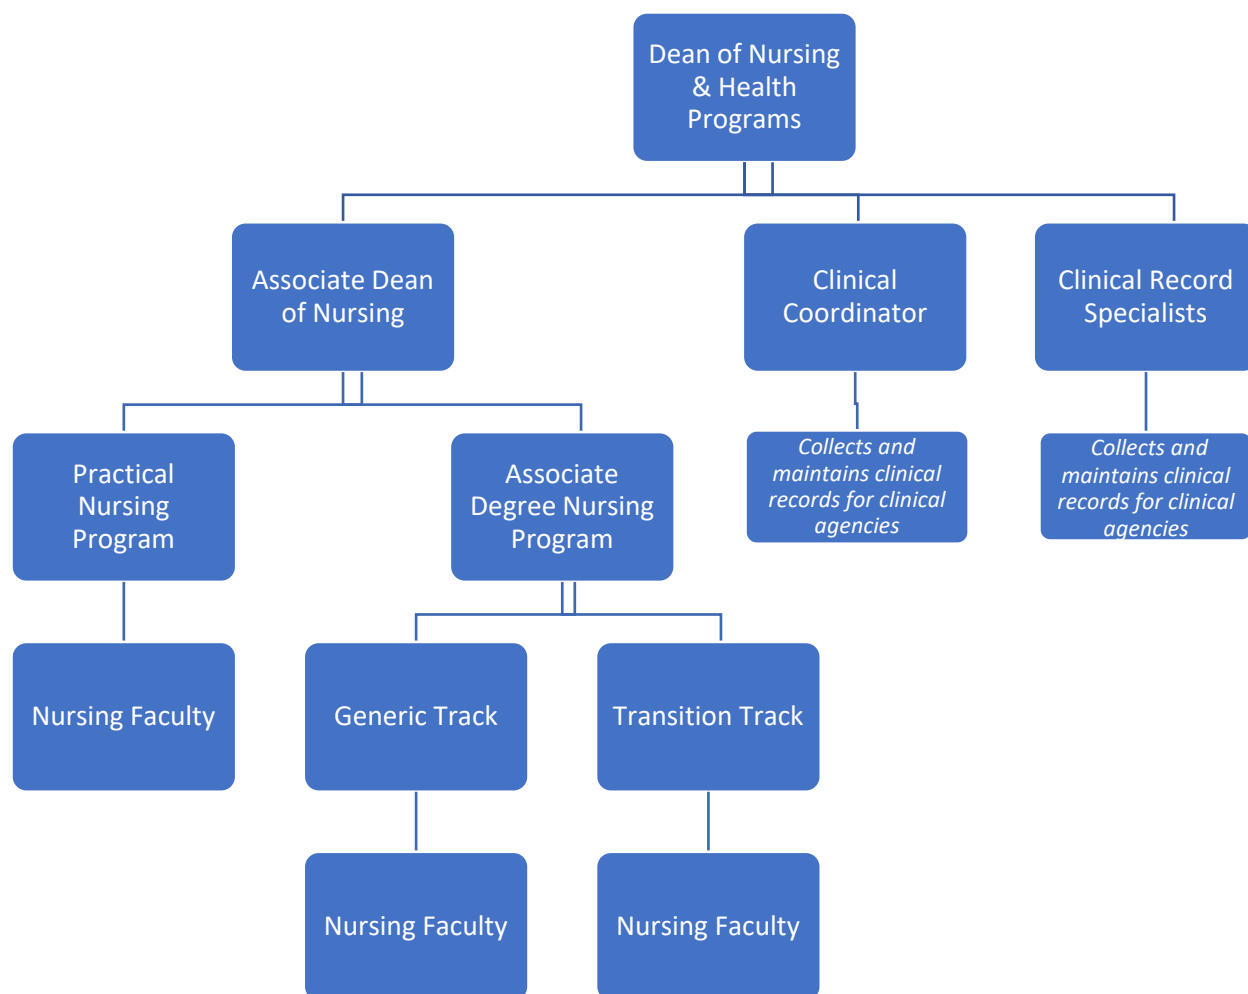 Dean of Nursing
& Health
Programs
Associate Dean
of Nursing
Clinical
Coordinator
Clinical Record
Specialists
Practical
Nursing
Program
Associate
Degree Nursing
Program
Collects and
maintains clinical
records for clinical
agencies
Collects and
maintains clinical
records for clinical
agencies
Nursing Faculty
Generic Track
Transition Track
Nursing Faculty
Nursing Faculty